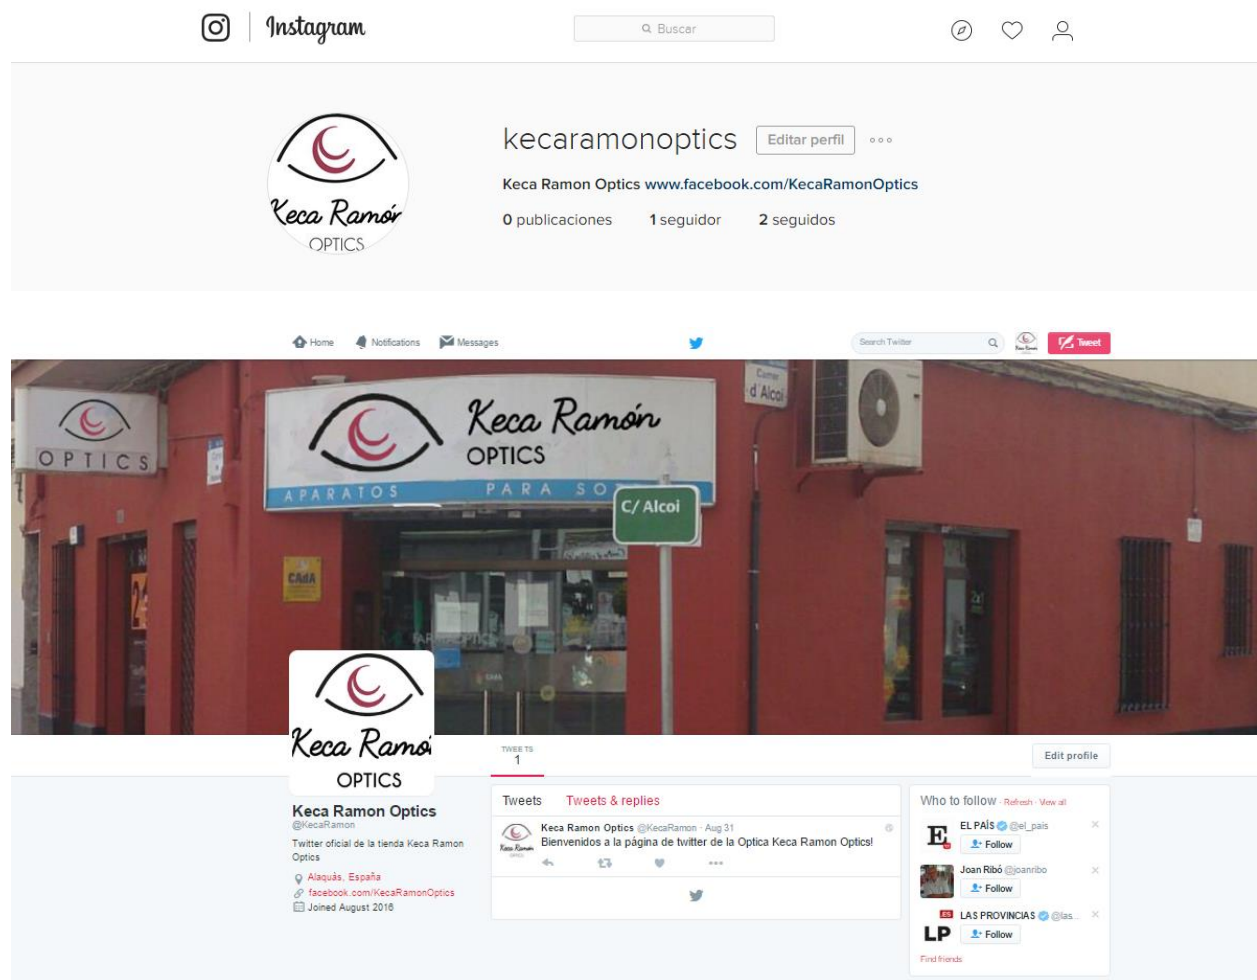 Instagram
Buscar
kecaramonoptics Editar perfil
Keca Ramon Optics www.facebook.com/KecaRamonOptics
0 publicaciones 1 seguidor 2 seguidos
Keca Ramón
OPTICS
Home Notifications Messages Search Twitter Tweet
Carrer
d'Alcoi
Keca Ramón
OPTICS
OPTICS
APARATOS PARA SO
C/ Alcoi
CAdA
2x1
Keca Ramó
OPTICS
TWEETS
1
Edit profile
Keca Ramon Optics
@KecaRamon
Twitter oficial de la tienda Keca Ramon
Optics
Alaquás, España
facebook.com/KecaRamonOptics
Joined August 2016
Tweets Tweets & replies
Keca Ramon Optics @KecaRamon · Aug 31
Bienvenidos a la página de twitter de la Optica Keca Ramon Optics!
Who to follow · Refresh · View all
EL PAÍS @el_pais
Follow
Joan Ribó @joanribo
Follow
LAS PROVINCIAS @las...
.ES
LP
Follow
Find friends